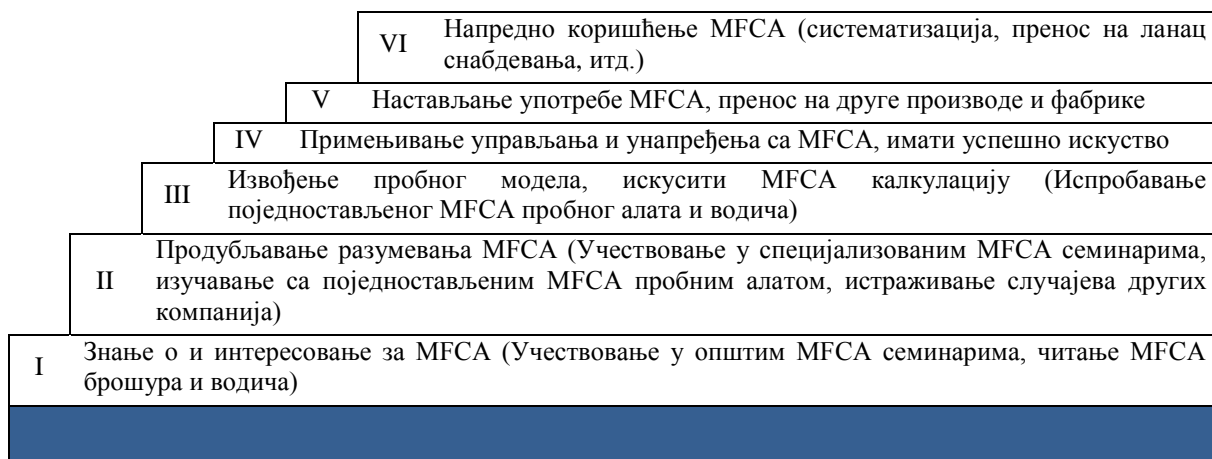 VI Напредно коришћење MFCA (систематизација, пренос на ланац
снабдевања, итд.)
V Настављање употребе MFCA, пренос на друге производе и фабрике
IV Примењивање управљања и унапређења са MFCA, имати успешно искуство
III Извођење пробног модела, искусити MFCA калкулацију (Испробавање
поједностављеног MFCA пробног алата и водича)
II Продубљавање разумевања MFCA (Учествовање у специјализованим MFCA семинарима,
изучавање са поједностављеним MFCA пробним алатом, истраживање случајева других
компанија)
I Знање о и интересовање за MFCA (Учествовање у општим MFCA семинарима, читање MFCA
брошура и водича)